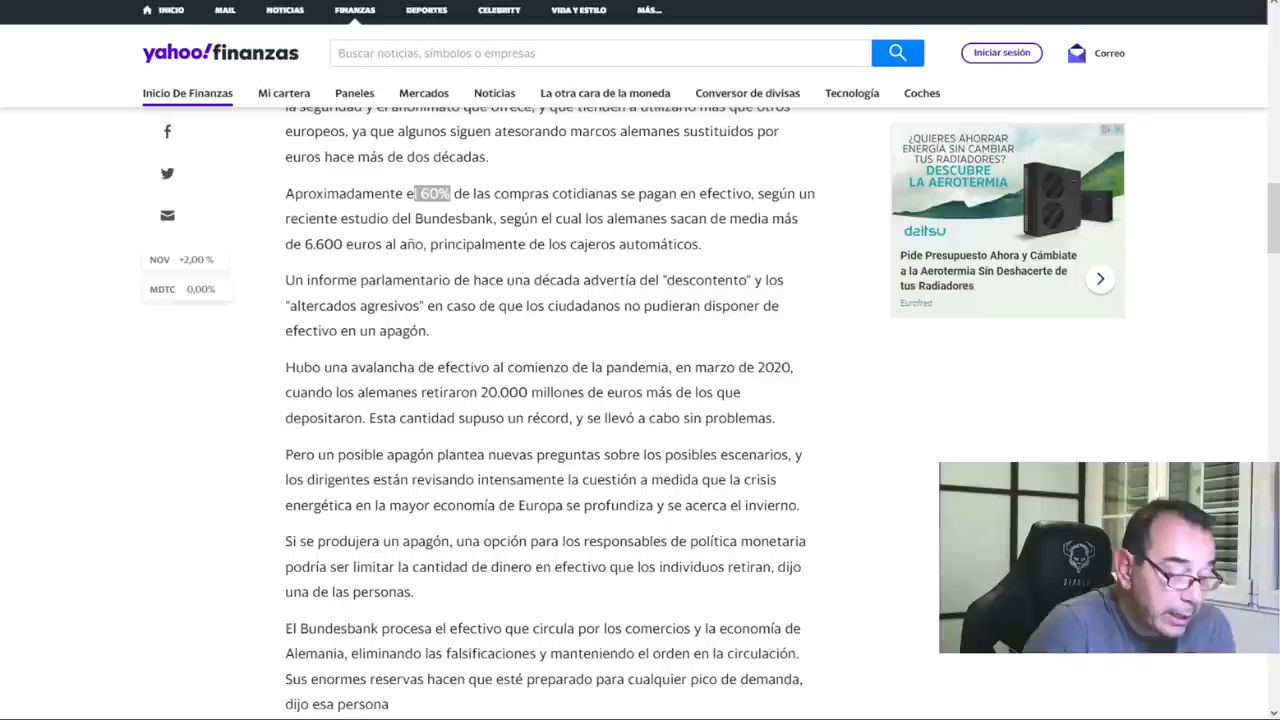 INICIO MAIL NOTICIAS FINANZAS DEPORTES CELEBRITY VIDA Y ESTILO MÁS...
yahoo!finanzas
Buscar noticias, símbolos o empresas
Iniciar sesión
Correo
Inicio De Finanzas Mi cartera Paneles Mercados Noticias La otra cara de la moneda Conversor de divisas Tecnología Coches
la seguridad y el anonimato que ofrece, y que tienden a utilizarlo más que otros
europeos, ya que algunos siguen atesorando marcos alemanes sustituidos por
euros hace más de dos décadas.
Aproximadamente el 60% de las compras cotidianas se pagan en efectivo, según un
reciente estudio del Bundesbank, según el cual los alemanes sacan de media más
de 6.600 euros al año, principalmente de los cajeros automáticos.
Un informe parlamentario de hace una década advertía del "descontento" y los
"altercados agresivos" en caso de que los ciudadanos no pudieran disponer de
efectivo en un apagón.
Hubo una avalancha de efectivo al comienzo de la pandemia, en marzo de 2020,
cuando los alemanes retiraron 20.000 millones de euros más de los que
depositaron. Esta cantidad supuso un récord, y se llevó a cabo sin problemas.
Pero un posible apagón plantea nuevas preguntas sobre los posibles escenarios, y
los dirigentes están revisando intensamente la cuestión a medida que la crisis
energética en la mayor economía de Europa se profundiza y se acerca el invierno.
Si se produjera un apagón, una opción para los responsables de política monetaria
podría ser limitar la cantidad de dinero en efectivo que los individuos retiran, dijo
una de las personas.
El Bundesbank procesa el efectivo que circula por los comercios y la economía de
Alemania, eliminando las falsificaciones y manteniendo el orden en la circulación.
Sus enormes reservas hacen que esté preparado para cualquier pico de demanda,
dijo esa persona
NOV +2,00 %
MDTC 0,00%
¿QUIERES AHORRAR
ENERGÍA SIN CAMBIAR
TUS RADIADORES?
DESCUBRE
LA AEROTERMIA
daitsu
Pide Presupuesto Ahora y Cámbiate
a la Aerotermia Sin Deshacerte de
tus Radiadores
Eurofred